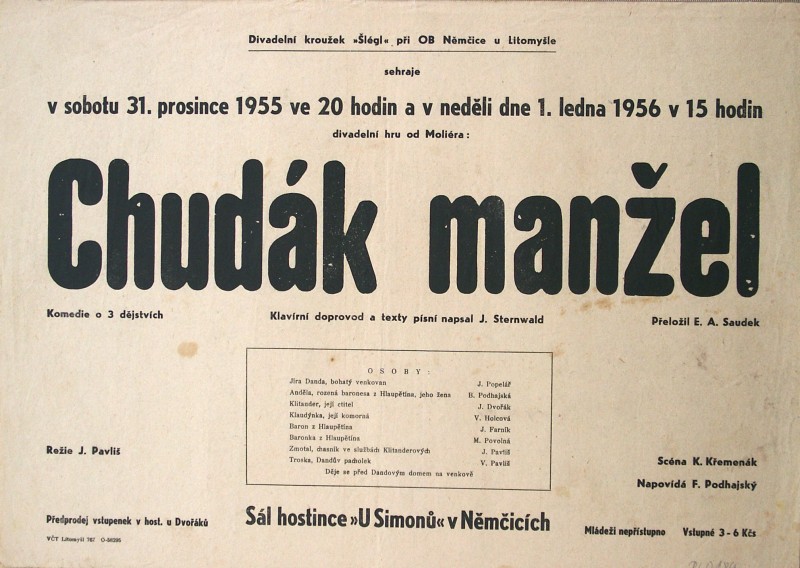 Divadelní kroužek »Šlégl« při OB Němčice u Litomyšle
sehraje
v sobotu 31. prosince 1955 ve 20 hodin a v neděli dne 1. ledna 1956 v 15 hodin
divadelní hru od Moliéra :
Chudák manžel
Komedie o 3 dějstvích
Klavírní doprovod a texty písní napsal J. Sternwald
Přeložil E. A. Saudek
OSOBY:
Jíra Danda, bohatý venkovan J. Popelář
Anděla, rozená baronesa z Hlaupětína, jeho žena B. Podhajská
Klitander, její ctitel J. Dvořák
Klaudýnka, její komorná V. Holcová
Baron z Hlaupětína J. Farník
Baronka z Hlaupětína M. Povolná
Zmotal, chasník ve službách Klitanderových J. Pavliš
Troska, Dandův pacholek V. Pavliš
Děje se před Dandovým domem na venkově
Režie J. Pavliš
Scéna K. Křemenák
Napovídá F. Podhajský
Předprodej vstupenek v host. u Dvořáků
Sál hostince »U Simonů« v Němčicích
Mládeži nepřístupno Vstupné 3 - 6 Kčs
VČT Litomyšl 767 O-56395